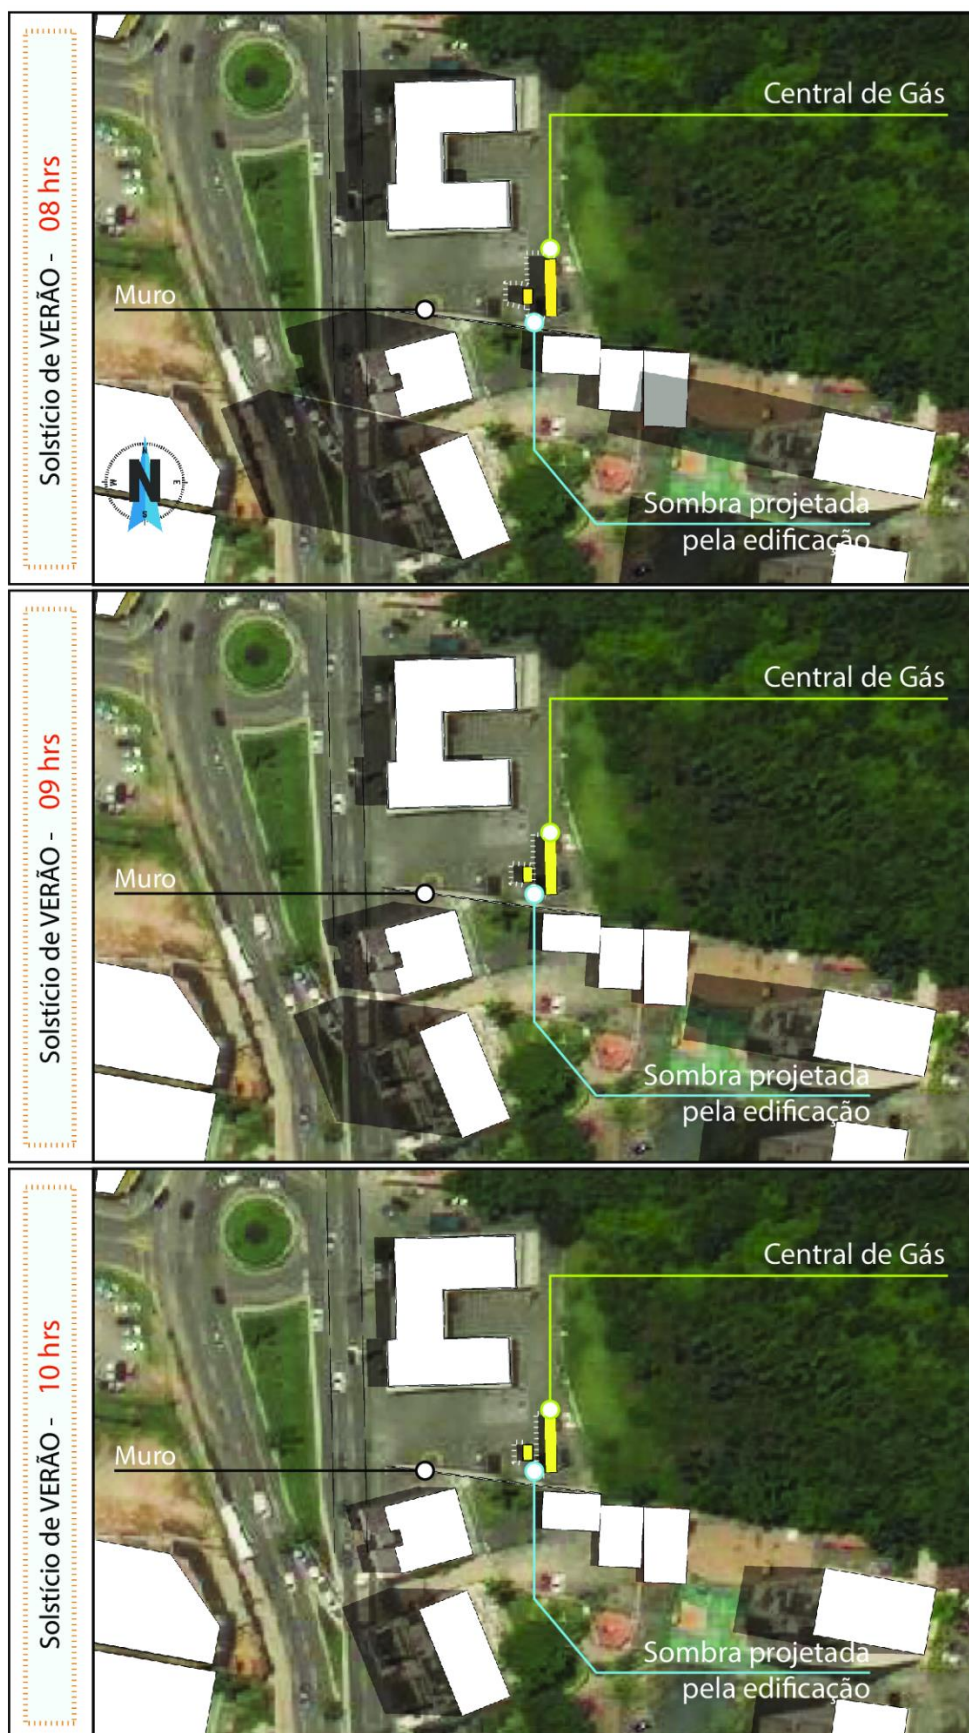 Solstício de VERÃO - 08 hrs
Central de Gás
Muro
N
N
E
S
W
Sombra projetada
pela edificação
Solstício de VERÃO - 09 hrs
Central de Gás
Muro
Sombra projetada
pela edificação
Solstício de VERÃO - 10 hrs
Central de Gás
Muro
Sombra projetada
pela edificação